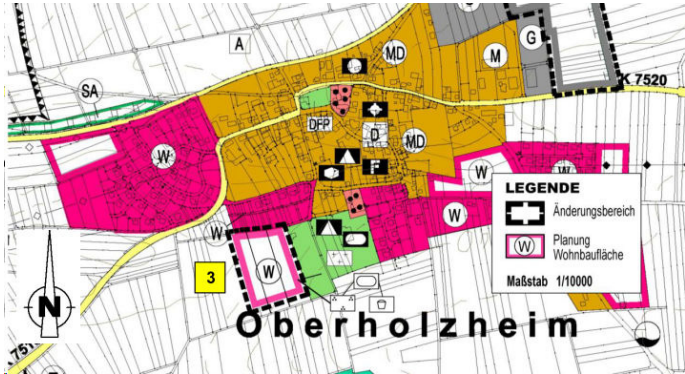 A
MD
M
G
K 7520
SA
DFP
D
W
MD
F
W
W
W
LEGENDE
Änderungsbereich
W
Planung
Wohnbaufläche
Maßstab 1/10000
W
W
3
W
N
Oberholzheim